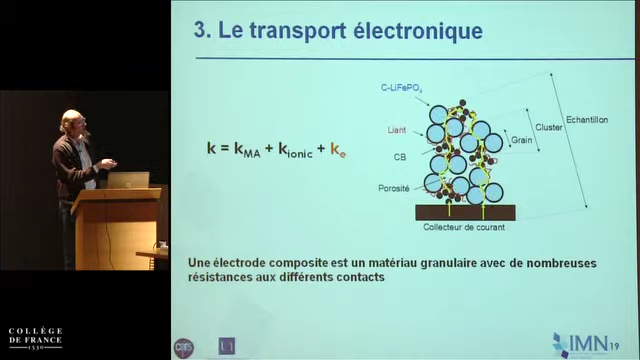 3. Le transport électronique
C-LiFePO4
Liant
CB
Porosité
Echantillon
Cluster
Grain
k = kMA + kionic + ke
Collecteur de courant
Une électrode composite est un matériau granulaire avec de nombreuses
résistances aux différents contacts
COLLÈGE
DE FRANCE
1530
IMN 19